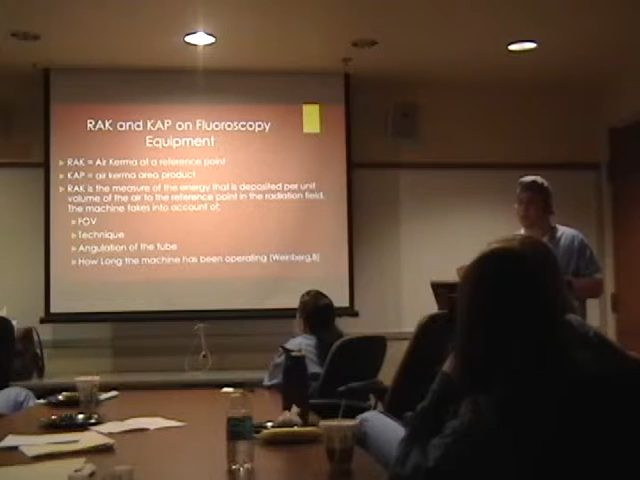 RAK and KAP on Fluoroscopy
Equipment
RAK = Air Kerma at a reference point
KAP = air kerma area product
RAK is the measure of the energy that is deposited per unit
volume of the air to the reference point in the radiation field.
The machine takes into account of:
FOV
Technique
Angulation of the tube
How Long the machine has been operating (Weinberg,B)